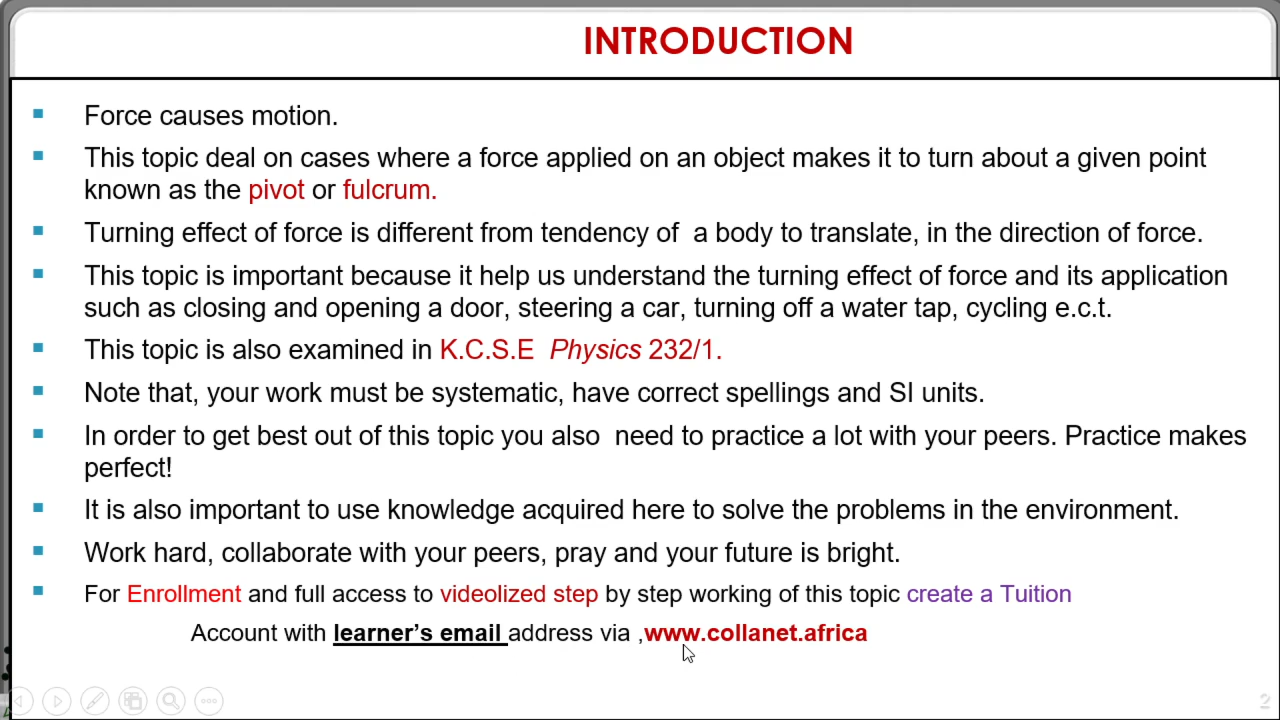 INTRODUCTION
Force causes motion.
This topic deal on cases where a force applied on an object makes it to turn about a given point
known as the pivot or fulcrum.
Turning effect of force is different from tendency of  a body to translate, in the direction of force.
This topic is important because it help us understand the turning effect of force and its application
such as closing and opening a door, steering a car, turning off a water tap, cycling e.c.t.
This topic is also examined in K.C.S.E  Physics 232/1.
Note that, your work must be systematic, have correct spellings and SI units.
In order to get best out of this topic you also  need to practice a lot with your peers. Practice makes
perfect!
It is also important to use knowledge acquired here to solve the problems in the environment.
Work hard, collaborate with your peers, pray and your future is bright.
For Enrollment and full access to videolized step by step working of this topic create a Tuition
Account with learner's email address via ,www.collanet.africa
2